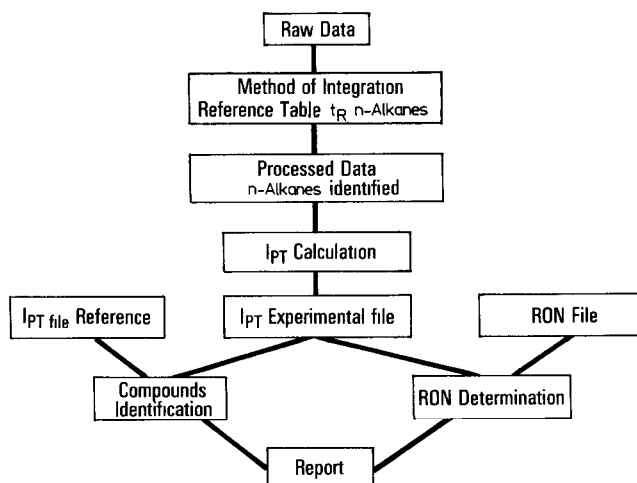 Raw Data
Method of Integration
Reference Table tR n-Alkanes
Processed Data
n-Alkanes identified
IPT Calculation
IPT file Reference
IPT Experimental file
RON File
Compounds
Identification
RON Determination
Report